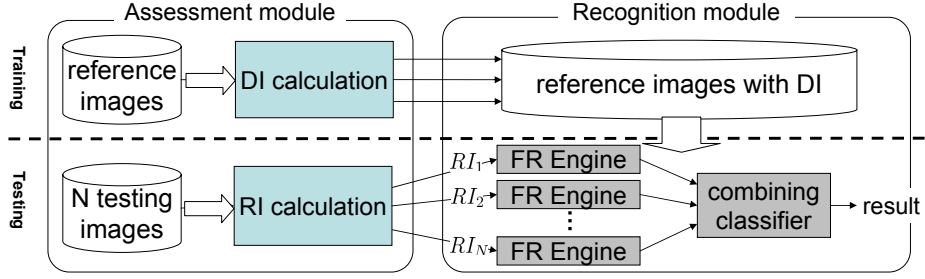 Assessment module
Recognition module
Training
reference
images
DI calculation
reference images with DI
Testing
N testing
images
RI calculation
RI1
FR Engine
RI2
FR Engine
RIN
FR Engine
combining
classifier
result